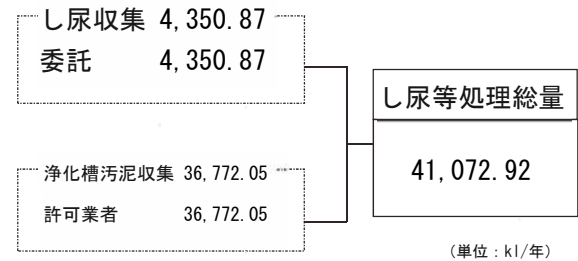 し尿収集 4,350.87
委託 4,350.87
し尿等処理総量
41,072.92
浄化槽汚泥収集 36,772.05
許可業者 36,772.05
（単位：kl/年）